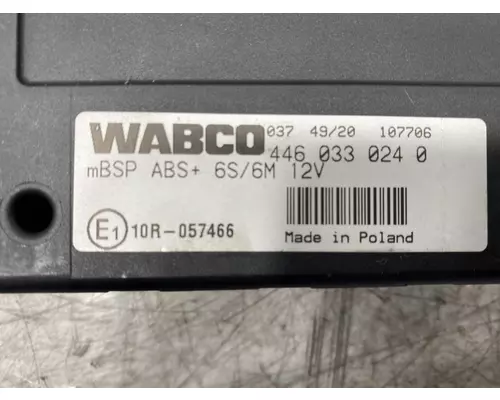 WABCO 037 49/20 107706
446 033 024 0
mBSP ABS+ 6S/6M 12V
E1 10R-057466
Made in Poland